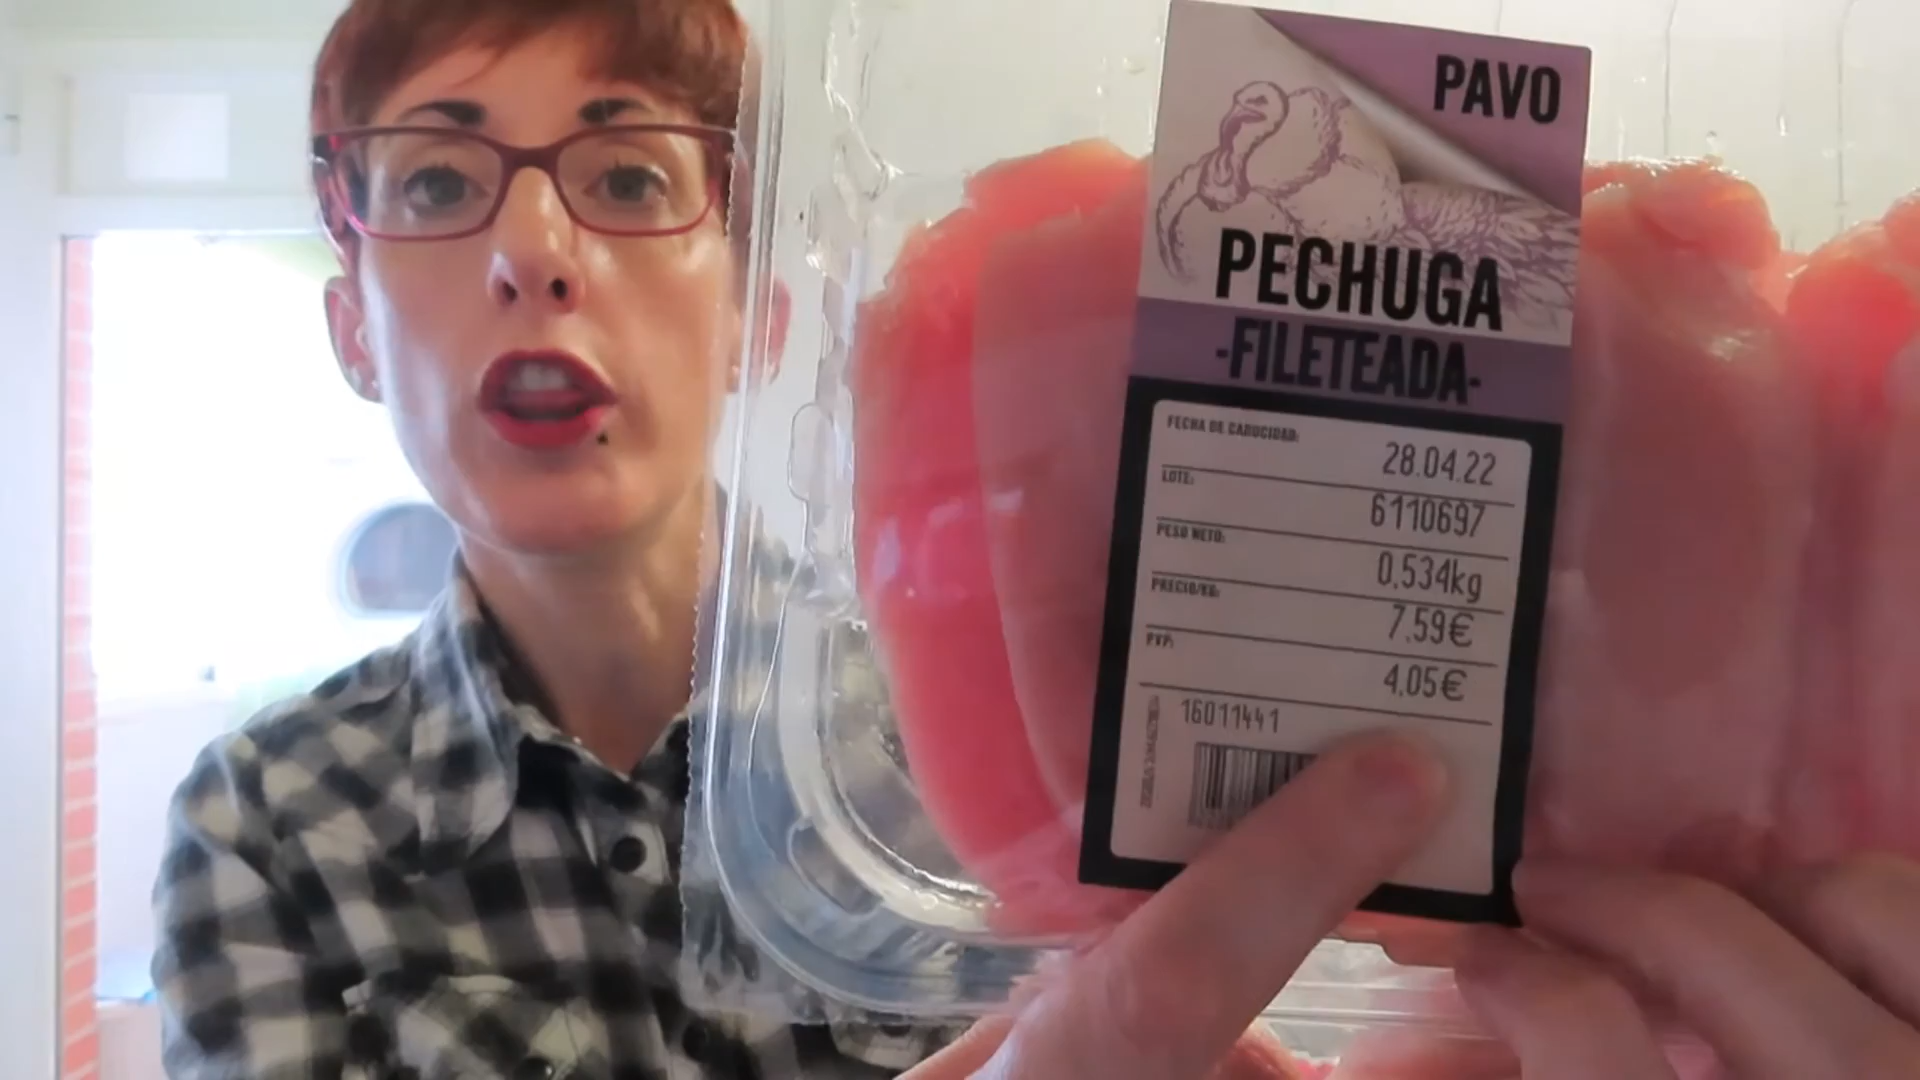 PAVO
PECHUGA
-FILETEADA-
FECHA DE CADUCIDAD:
28.04.22
LOTE:
6110697
PESO NETO:
0,534kg
PRECIO/KG:
7,59€
PVP:
4,05€
16011441